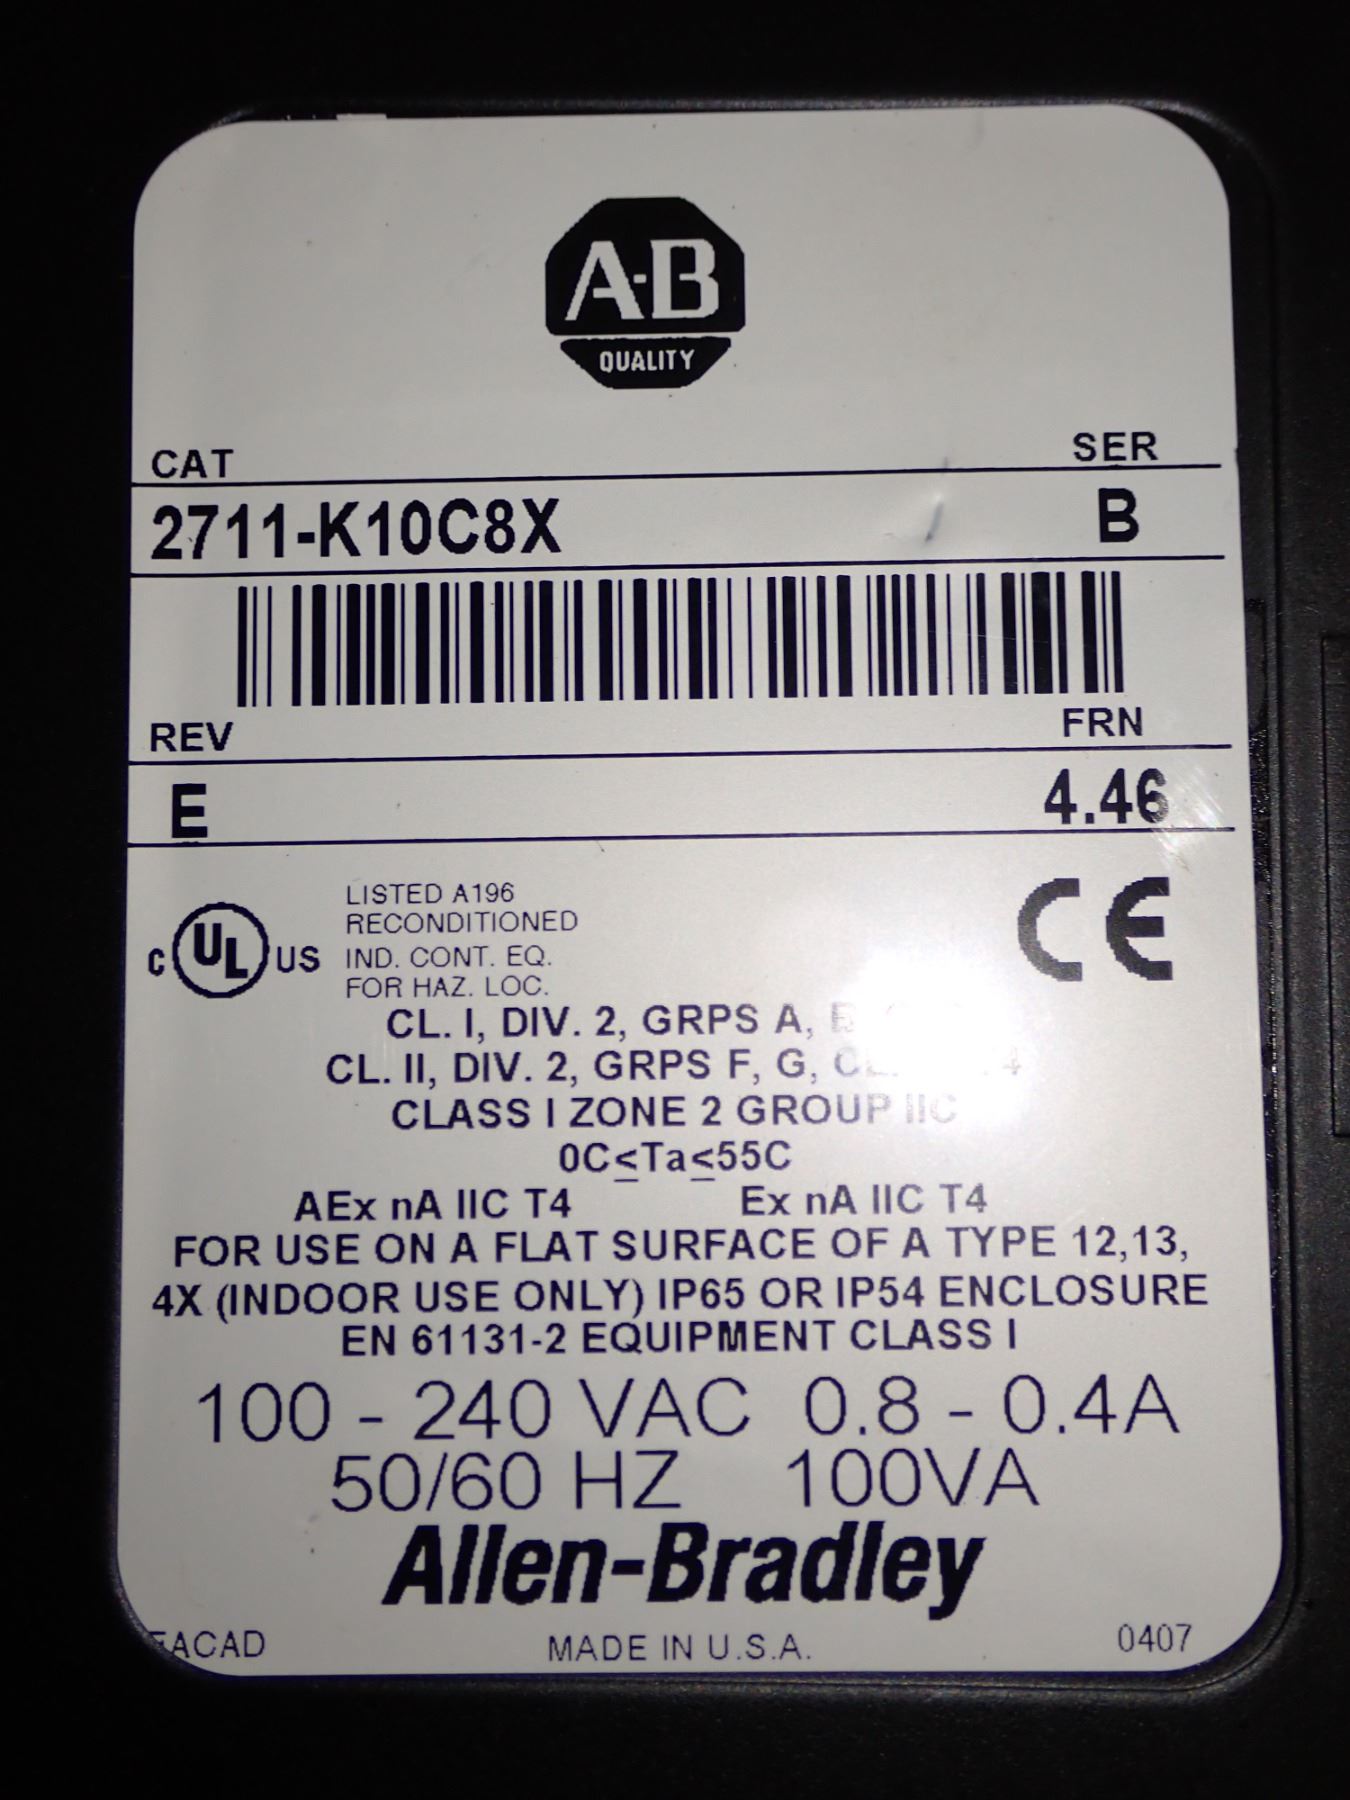 A-B
QUALITY
CAT SER
2711-K10C8X B
REV FRN
E 4.46
LISTED A196
RECONDITIONED
C UL US IND. CONT. EQ.
FOR HAZ. LOC.
CE
CL. I, DIV. 2, GRPS A,
CL. II, DIV. 2, GRPS F, G,
CLASS I ZONE 2 GROUP IIC
0C≤Ta≤55C
AEx nA IIC T4 Ex nA IIC T4
FOR USE ON A FLAT SURFACE OF A TYPE 12,13,
4X (INDOOR USE ONLY) IP65 OR IP54 ENCLOSURE
EN 61131-2 EQUIPMENT CLASS I
100 - 240 VAC 0.8 - 0.4A
50/60 HZ 100VA
Allen-Bradley
MADE IN U.S.A. 0407